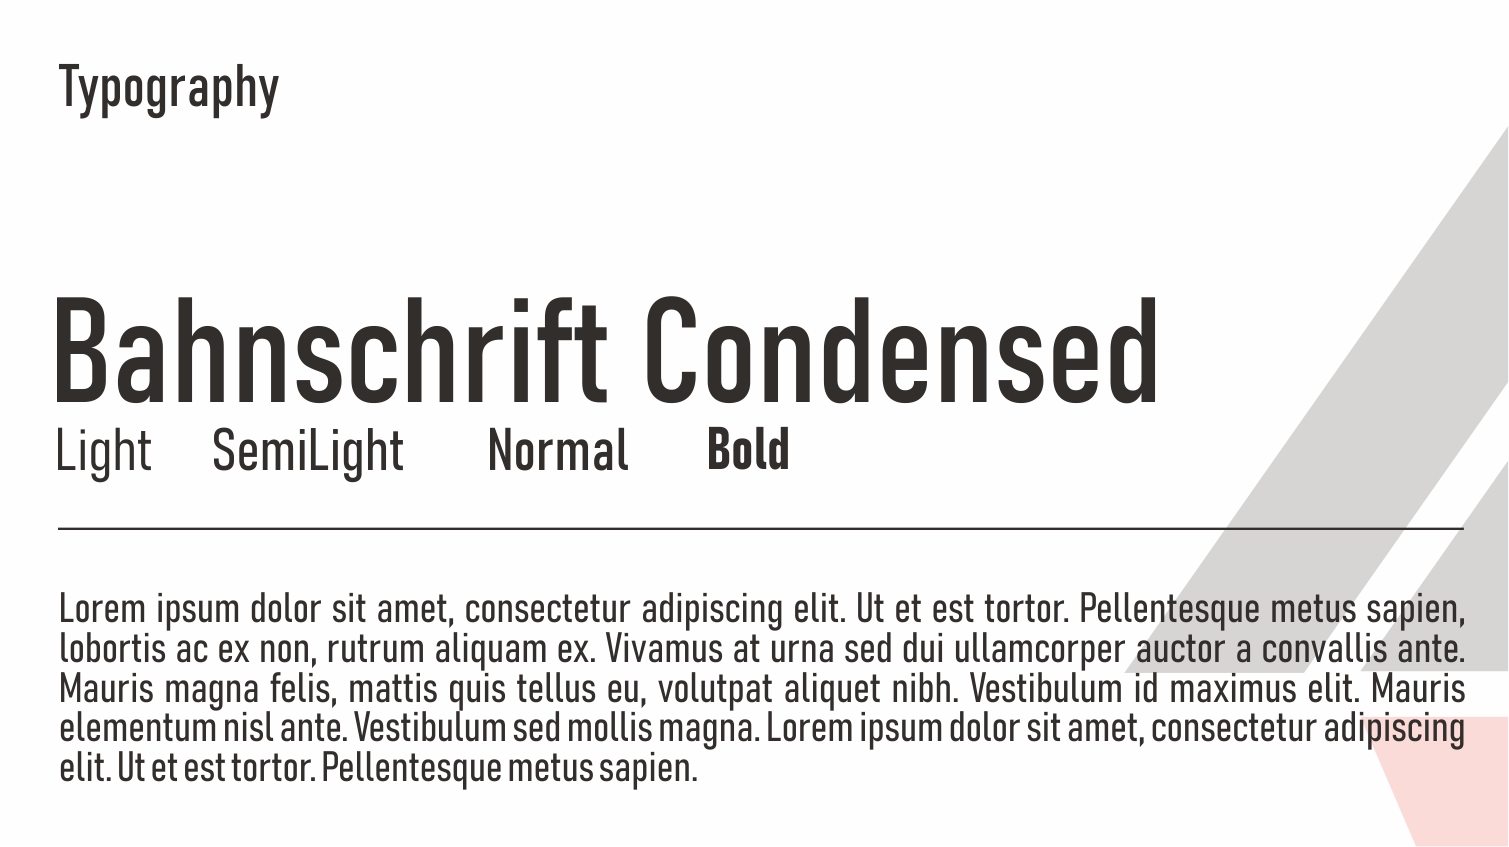 Typography
Bahnschrift Condensed
Light SemiLight Normal Bold
Lorem ipsum dolor sit amet, consectetur adipiscing elit. Ut et est tortor. Pellentesque metus sapien,
lobortis ac ex non, rutrum aliquam ex. Vivamus at urna sed dui ullamcorper auctor a convallis ante.
Mauris magna felis, mattis quis tellus eu, volutpat aliquet nibh. Vestibulum id maximus elit. Mauris
elementum nisl ante. Vestibulum sed mollis magna. Lorem ipsum dolor sit amet, consectetur adipiscing
elit. Ut et est tortor. Pellentesque metus sapien.